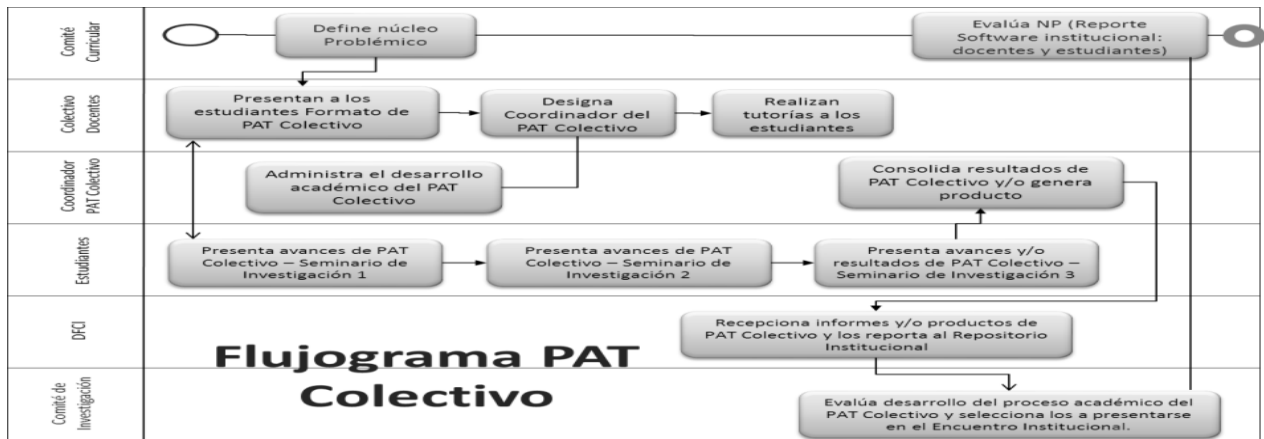 Comité
Curricular
Define núcleo
Problémico
Evalúa NP (Reporte
Software institucional:
docentes y estudiantes)
Colectivo
Docentes
Presentan a los
estudiantes Formato de
PAT Colectivo
Designa
Coordinador del
PAT Colectivo
Realizan
tutorías a los
estudiantes
Coordinador
PAT Colectivo
Administra el desarrollo
académico del PAT
Colectivo
Consolida resultados de
PAT Colectivo y/o genera
producto
Estudiantes
Presenta avances de PAT
Colectivo – Seminario de
Investigación 1
Presenta avances de PAT
Colectivo – Seminario de
Investigación 2
Presenta avances y/o
resultados de PAT Colectivo –
Seminario de Investigación 3
DFCI
Recepciona informes y/o productos de
PAT Colectivo y los reporta al Repositorio
Institucional
Flujograma PAT
Colectivo
Comité de
Investigación
Evalúa desarrollo del proceso académico del
PAT Colectivo y selecciona los a presentarse
en el Encuentro Institucional.